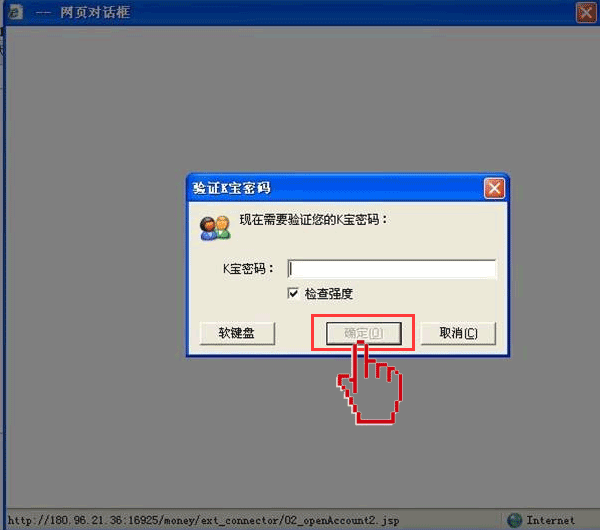 -- 网页对话框
验证K宝密码
现在需要验证您的K宝密码：
K宝密码：
检查强度
软键盘
确定(O)
取消(C)
http://180.96.21.36:16925/money/ext_connector/02_openAccount2.jsp
Internet